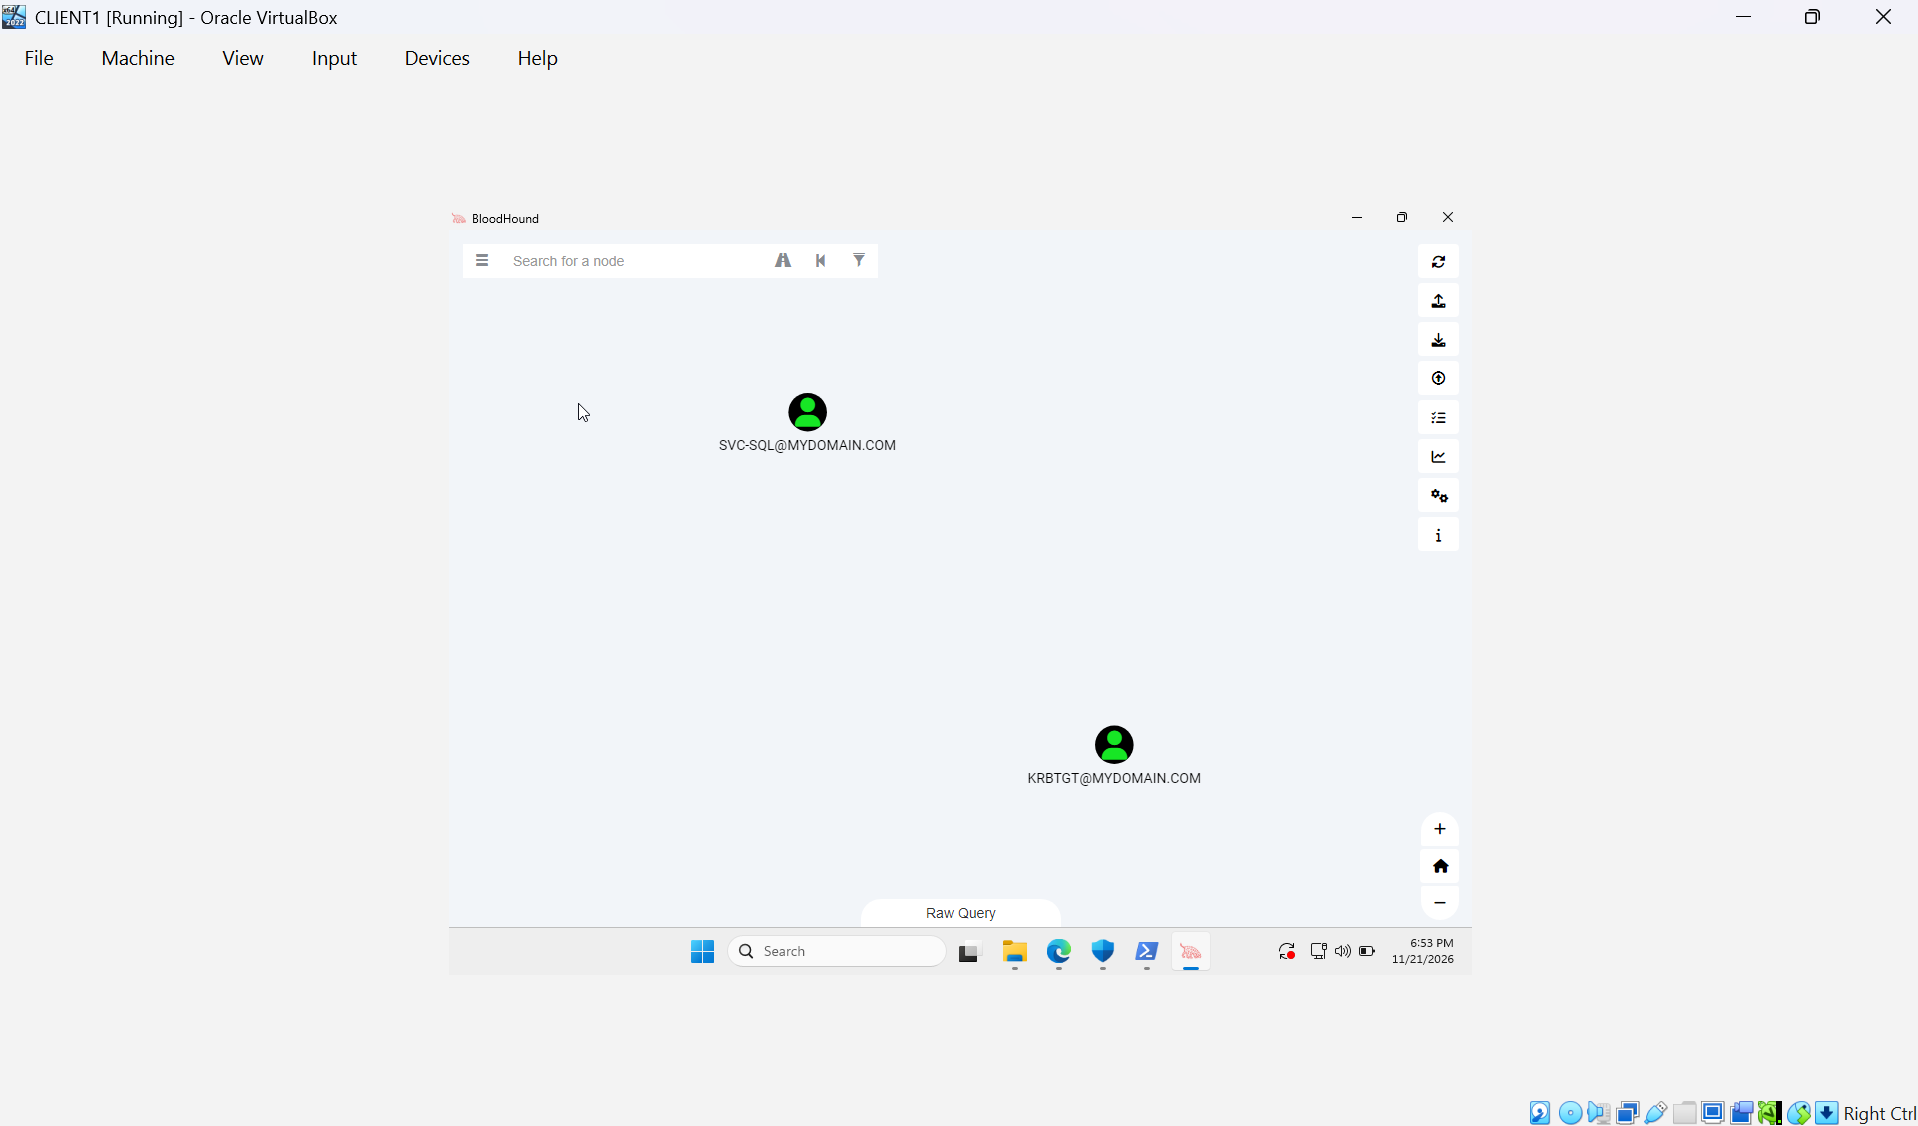 CLIENT1 [Running] - Oracle VirtualBox
File Machine View Input Devices Help
BloodHound
Search for a node
SVC-SQL@MYDOMAIN.COM
KRBTGT@MYDOMAIN.COM
Raw Query
Search
6:53 PM
11/21/2026
Right Ctrl